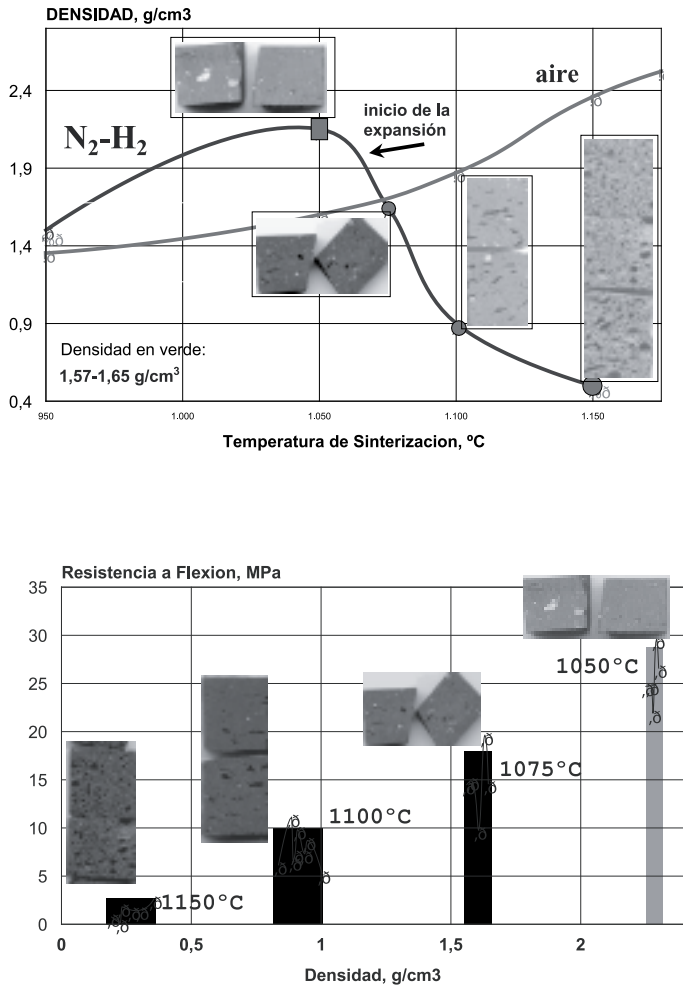 DENSIDAD, g/cm3
2,4
1,9
1,4
0,9
0,4
aire
N2-H2
inicio de la
expansión
Densidad en verde:
1,57-1,65 g/cm³
950
1.000
1.050
1.100
1.150
Temperatura de Sinterizacion, ºC
Resistencia a Flexion, MPa
35
30
25
20
15
10
5
0
1050°C
1075°C
1100°C
1150°C
0
0,5
1
1,5
2
Densidad, g/cm3